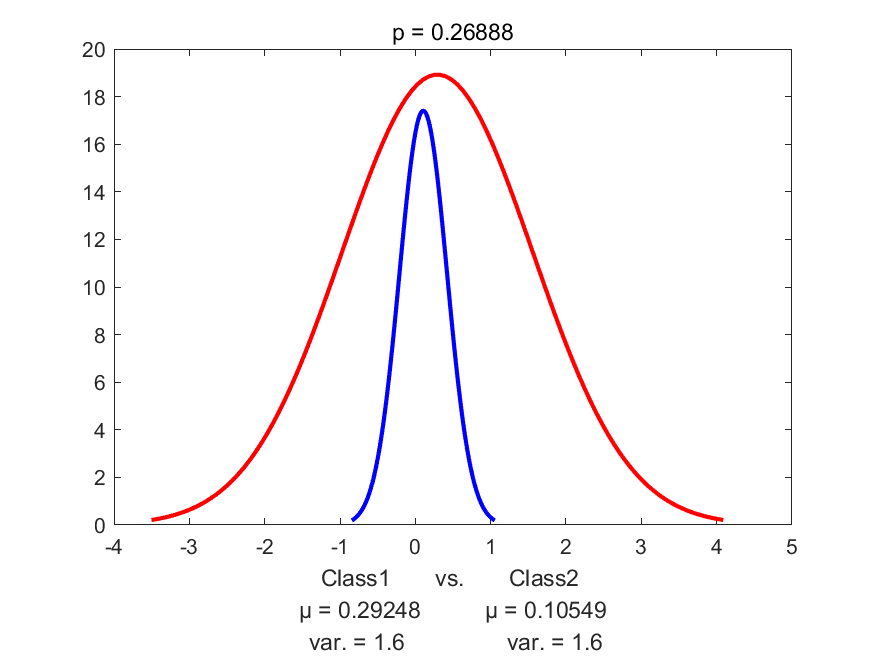 p = 0.26888
20
18
16
14
12
10
8
6
4
2
0
-4 -3 -2 -1 0 1 2 3 4 5
Class1 vs. Class2
μ = 0.29248 μ = 0.10549
var. = 1.6 var. = 1.6